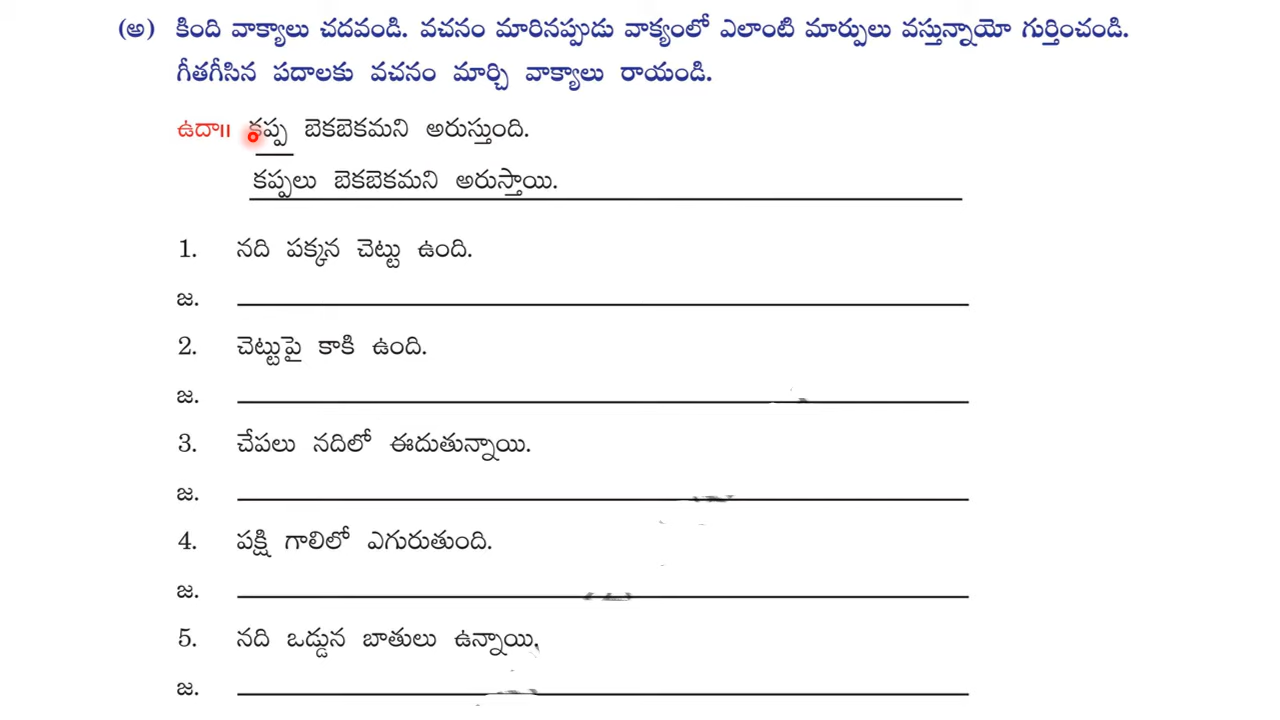 (అ) కింది వాక్యాలు చదవండి. వచనం మారినప్పుడు వాక్యంలో ఎలాంటి మార్పులు వస్తున్నాయో గుర్తించండి.
గీతగీసిన పదాలకు వచనం మార్చి వాక్యాలు రాయండి.
ఉదా॥ కప్ప బెకబెకమని అరుస్తుంది.
కప్పలు బెకబెకమని అరుస్తాయి.
1. నది పక్కన చెట్టు ఉంది.
జ.
2. చెట్టుపై కాకి ఉంది.
జ.
3. చేపలు నదిలో ఈదుతున్నాయి.
జ.
4. పక్షి గాలిలో ఎగురుతుంది.
జ.
5. నది ఒడ్డున బాతులు ఉన్నాయి.
జ.